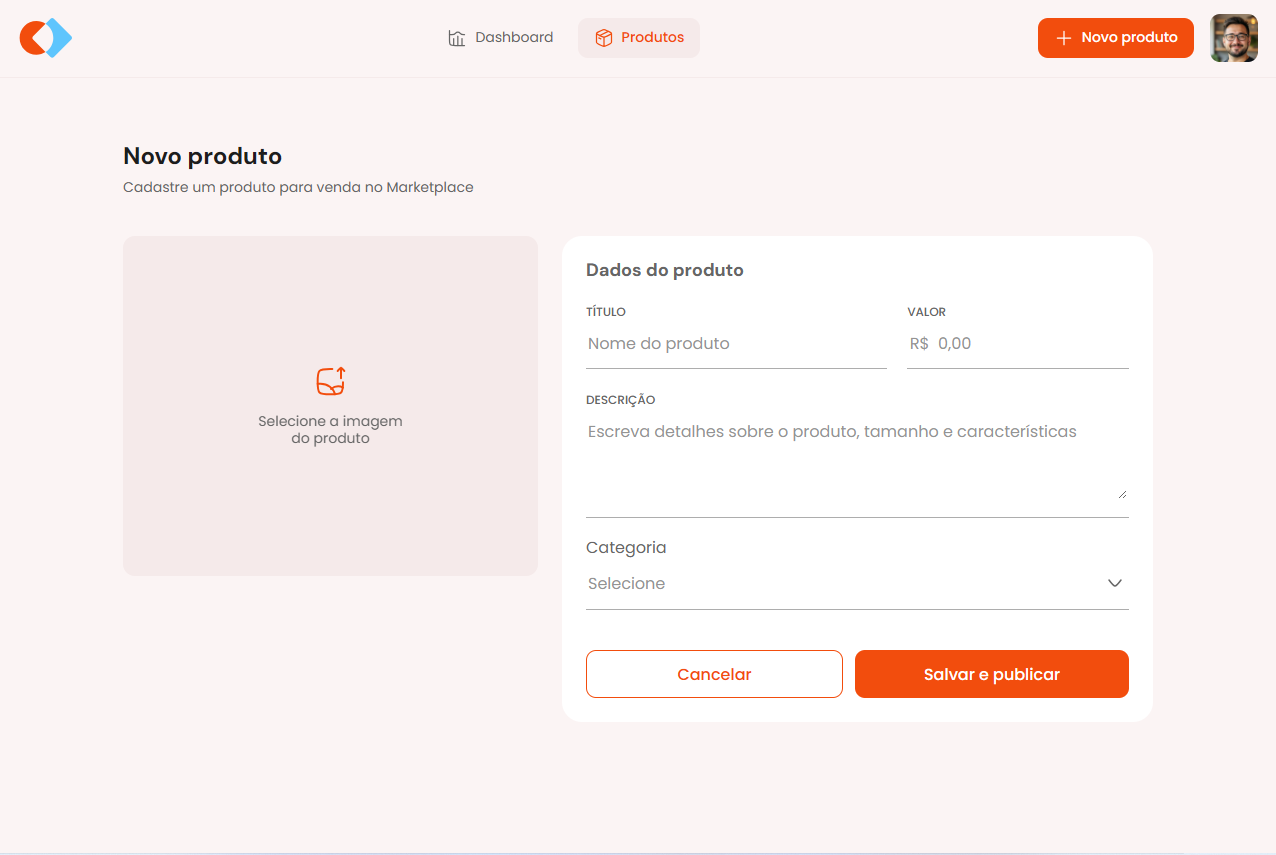 Dashboard
Produtos
Novo produto
Novo produto
Cadastre um produto para venda no Marketplace
Selecione a imagem
do produto
Dados do produto
TÍTULO
VALOR
Nome do produto
R$ 0,00
DESCRIÇÃO
Escreva detalhes sobre o produto, tamanho e características
Categoria
Selecione
Cancelar
Salvar e publicar